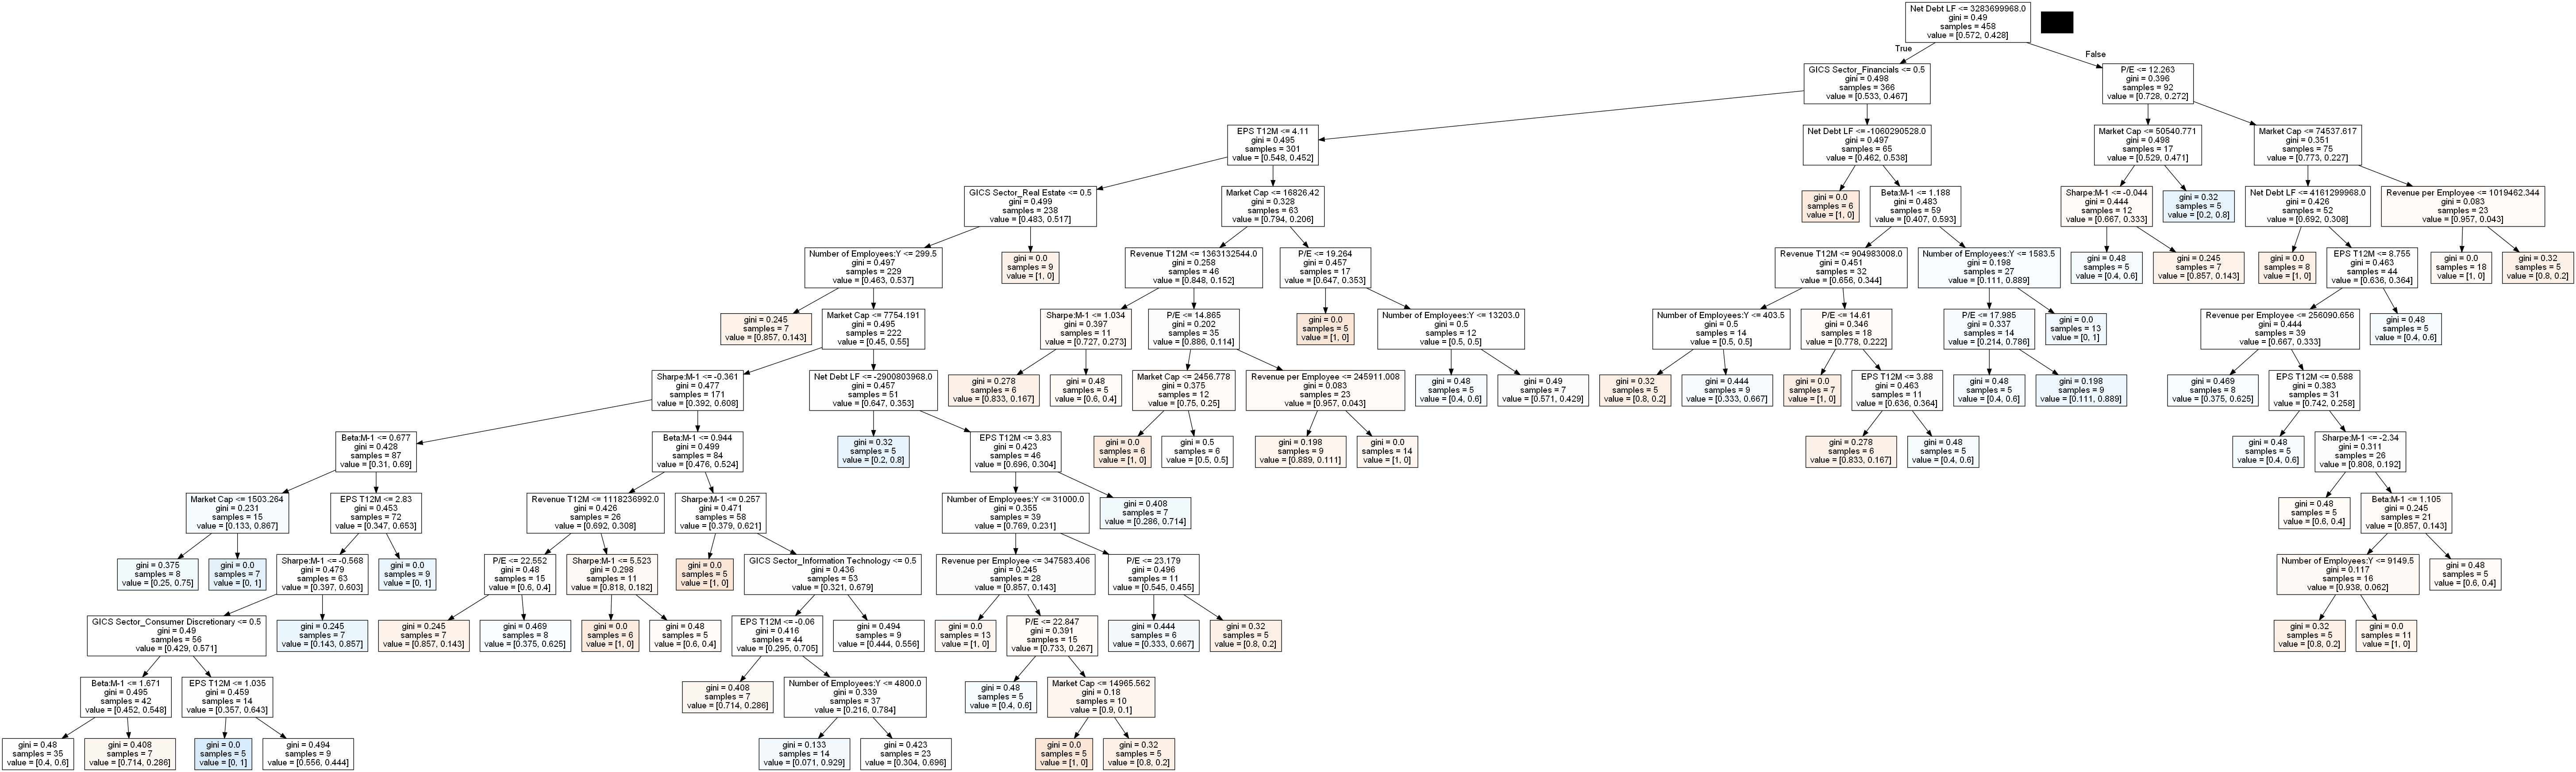 Net Debt LF <= 3283699968.0
gini = 0.49
samples = 458
value = [0.572, 0.428]
True
False
GICS Sector_Financials <= 0.5
gini = 0.498
samples = 366
value = [0.533, 0.467]
P/E <= 12.263
gini = 0.396
samples = 92
value = [0.728, 0.272]
EPS T12M <= 4.11
gini = 0.495
samples = 301
value = [0.548, 0.452]
Net Debt LF <= -1060290528.0
gini = 0.497
samples = 65
value = [0.462, 0.538]
Market Cap <= 50540.771
gini = 0.498
samples = 17
value = [0.529, 0.471]
Market Cap <= 74537.617
gini = 0.351
samples = 75
value = [0.773, 0.227]
GICS Sector_Real Estate <= 0.5
gini = 0.499
samples = 238
value = [0.483, 0.517]
Market Cap <= 16826.42
gini = 0.328
samples = 63
value = [0.794, 0.206]
gini = 0.0
samples = 6
value = [1, 0]
Beta:M-1 <= 1.188
gini = 0.483
samples = 59
value = [0.407, 0.593]
Sharpe:M-1 <= -0.044
gini = 0.444
samples = 12
value = [0.667, 0.333]
gini = 0.32
samples = 5
value = [0.2, 0.8]
Net Debt LF <= 4161299968.0
gini = 0.426
samples = 52
value = [0.692, 0.308]
Revenue per Employee <= 1019462.344
gini = 0.083
samples = 23
value = [0.957, 0.043]
Number of Employees:Y <= 299.5
gini = 0.497
samples = 229
value = [0.463, 0.537]
gini = 0.0
samples = 9
value = [1, 0]
Revenue T12M <= 1363132544.0
gini = 0.258
samples = 46
value = [0.848, 0.152]
P/E <= 19.264
gini = 0.457
samples = 17
value = [0.647, 0.353]
Revenue T12M <= 904983008.0
gini = 0.451
samples = 32
value = [0.656, 0.344]
Number of Employees:Y <= 1583.5
gini = 0.198
samples = 27
value = [0.111, 0.889]
gini = 0.48
samples = 5
value = [0.4, 0.6]
gini = 0.245
samples = 7
value = [0.857, 0.143]
gini = 0.0
samples = 8
value = [1, 0]
EPS T12M <= 8.755
gini = 0.463
samples = 44
value = [0.636, 0.364]
gini = 0.0
samples = 18
value = [1, 0]
gini = 0.32
samples = 5
value = [0.8, 0.2]
gini = 0.245
samples = 7
value = [0.857, 0.143]
Market Cap <= 7754.191
gini = 0.495
samples = 222
value = [0.45, 0.55]
Sharpe:M-1 <= 1.034
gini = 0.397
samples = 11
value = [0.727, 0.273]
P/E <= 14.865
gini = 0.202
samples = 35
value = [0.886, 0.114]
gini = 0.0
samples = 5
value = [1, 0]
Number of Employees:Y <= 13203.0
gini = 0.5
samples = 12
value = [0.5, 0.5]
Number of Employees:Y <= 403.5
gini = 0.5
samples = 14
value = [0.5, 0.5]
P/E <= 14.61
gini = 0.346
samples = 18
value = [0.778, 0.222]
P/E <= 17.985
gini = 0.337
samples = 14
value = [0.214, 0.786]
gini = 0.0
samples = 13
value = [0, 1]
Revenue per Employee <= 256090.656
gini = 0.444
samples = 39
value = [0.667, 0.333]
gini = 0.48
samples = 5
value = [0.4, 0.6]
Sharpe:M-1 <= -0.361
gini = 0.477
samples = 171
value = [0.392, 0.608]
Net Debt LF <= -2900803968.0
gini = 0.457
samples = 51
value = [0.647, 0.353]
gini = 0.278
samples = 6
value = [0.833, 0.167]
gini = 0.48
samples = 5
value = [0.6, 0.4]
Market Cap <= 2456.778
gini = 0.375
samples = 12
value = [0.75, 0.25]
Revenue per Employee <= 245911.008
gini = 0.083
samples = 23
value = [0.957, 0.043]
gini = 0.48
samples = 5
value = [0.4, 0.6]
gini = 0.49
samples = 7
value = [0.571, 0.429]
gini = 0.32
samples = 5
value = [0.8, 0.2]
gini = 0.444
samples = 9
value = [0.333, 0.667]
gini = 0.0
samples = 7
value = [1, 0]
EPS T12M <= 3.88
gini = 0.463
samples = 11
value = [0.636, 0.364]
gini = 0.48
samples = 5
value = [0.4, 0.6]
gini = 0.198
samples = 9
value = [0.111, 0.889]
gini = 0.469
samples = 8
value = [0.375, 0.625]
EPS T12M <= 0.588
gini = 0.383
samples = 31
value = [0.742, 0.258]
Beta:M-1 <= 0.677
gini = 0.428
samples = 87
value = [0.31, 0.69]
Beta:M-1 <= 0.944
gini = 0.499
samples = 84
value = [0.476, 0.524]
gini = 0.32
samples = 5
value = [0.2, 0.8]
EPS T12M <= 3.83
gini = 0.423
samples = 46
value = [0.696, 0.304]
gini = 0.0
samples = 6
value = [1, 0]
gini = 0.5
samples = 6
value = [0.5, 0.5]
gini = 0.198
samples = 9
value = [0.889, 0.111]
gini = 0.0
samples = 14
value = [1, 0]
gini = 0.278
samples = 6
value = [0.833, 0.167]
gini = 0.48
samples = 5
value = [0.4, 0.6]
gini = 0.48
samples = 5
value = [0.4, 0.6]
Sharpe:M-1 <= -2.34
gini = 0.311
samples = 26
value = [0.808, 0.192]
Market Cap <= 1503.264
gini = 0.231
samples = 15
value = [0.133, 0.867]
EPS T12M <= 2.83
gini = 0.453
samples = 72
value = [0.347, 0.653]
Revenue T12M <= 1118236992.0
gini = 0.426
samples = 26
value = [0.692, 0.308]
Sharpe:M-1 <= 0.257
gini = 0.471
samples = 58
value = [0.379, 0.621]
Number of Employees:Y <= 31000.0
gini = 0.355
samples = 39
value = [0.769, 0.231]
gini = 0.408
samples = 7
value = [0.286, 0.714]
gini = 0.48
samples = 5
value = [0.6, 0.4]
Beta:M-1 <= 1.105
gini = 0.245
samples = 21
value = [0.857, 0.143]
gini = 0.375
samples = 8
value = [0.25, 0.75]
gini = 0.0
samples = 7
value = [0, 1]
Sharpe:M-1 <= -0.568
gini = 0.479
samples = 63
value = [0.397, 0.603]
gini = 0.0
samples = 9
value = [0, 1]
P/E <= 22.552
gini = 0.48
samples = 15
value = [0.6, 0.4]
Sharpe:M-1 <= 5.523
gini = 0.298
samples = 11
value = [0.818, 0.182]
gini = 0.0
samples = 5
value = [1, 0]
GICS Sector_Information Technology <= 0.5
gini = 0.436
samples = 53
value = [0.321, 0.679]
Revenue per Employee <= 347583.406
gini = 0.245
samples = 28
value = [0.857, 0.143]
P/E <= 23.179
gini = 0.496
samples = 11
value = [0.545, 0.455]
Number of Employees:Y <= 9149.5
gini = 0.117
samples = 16
value = [0.938, 0.062]
gini = 0.48
samples = 5
value = [0.6, 0.4]
GICS Sector_Consumer Discretionary <= 0.5
gini = 0.49
samples = 56
value = [0.429, 0.571]
gini = 0.245
samples = 7
value = [0.143, 0.857]
gini = 0.245
samples = 7
value = [0.857, 0.143]
gini = 0.469
samples = 8
value = [0.375, 0.625]
gini = 0.0
samples = 6
value = [1, 0]
gini = 0.48
samples = 5
value = [0.6, 0.4]
EPS T12M <= -0.06
gini = 0.416
samples = 44
value = [0.295, 0.705]
gini = 0.494
samples = 9
value = [0.444, 0.556]
gini = 0.0
samples = 13
value = [1, 0]
P/E <= 22.847
gini = 0.391
samples = 15
value = [0.733, 0.267]
gini = 0.444
samples = 6
value = [0.333, 0.667]
gini = 0.32
samples = 5
value = [0.8, 0.2]
gini = 0.32
samples = 5
value = [0.8, 0.2]
gini = 0.0
samples = 11
value = [1, 0]
Beta:M-1 <= 1.671
gini = 0.495
samples = 42
value = [0.452, 0.548]
EPS T12M <= 1.035
gini = 0.459
samples = 14
value = [0.357, 0.643]
gini = 0.408
samples = 7
value = [0.714, 0.286]
Number of Employees:Y <= 4800.0
gini = 0.339
samples = 37
value = [0.216, 0.784]
gini = 0.48
samples = 5
value = [0.4, 0.6]
Market Cap <= 14965.562
gini = 0.18
samples = 10
value = [0.9, 0.1]
gini = 0.48
samples = 35
value = [0.4, 0.6]
gini = 0.408
samples = 7
value = [0.714, 0.286]
gini = 0.0
samples = 5
value = [0, 1]
gini = 0.494
samples = 9
value = [0.556, 0.444]
gini = 0.133
samples = 14
value = [0.071, 0.929]
gini = 0.423
samples = 23
value = [0.304, 0.696]
gini = 0.0
samples = 5
value = [1, 0]
gini = 0.32
samples = 5
value = [0.8, 0.2]